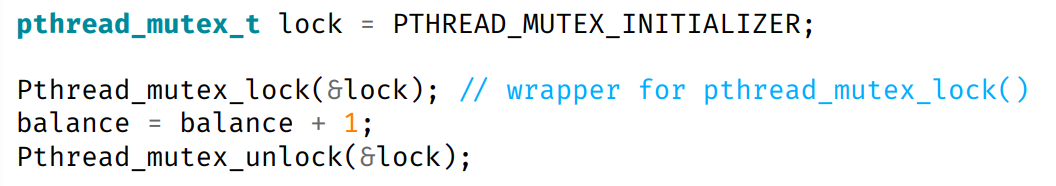 pthread_mutex_t lock = PTHREAD_MUTEX_INITIALIZER;
Pthread_mutex_lock(&lock); // wrapper for pthread_mutex_lock()
balance = balance + 1;
Pthread_mutex_unlock(&lock);